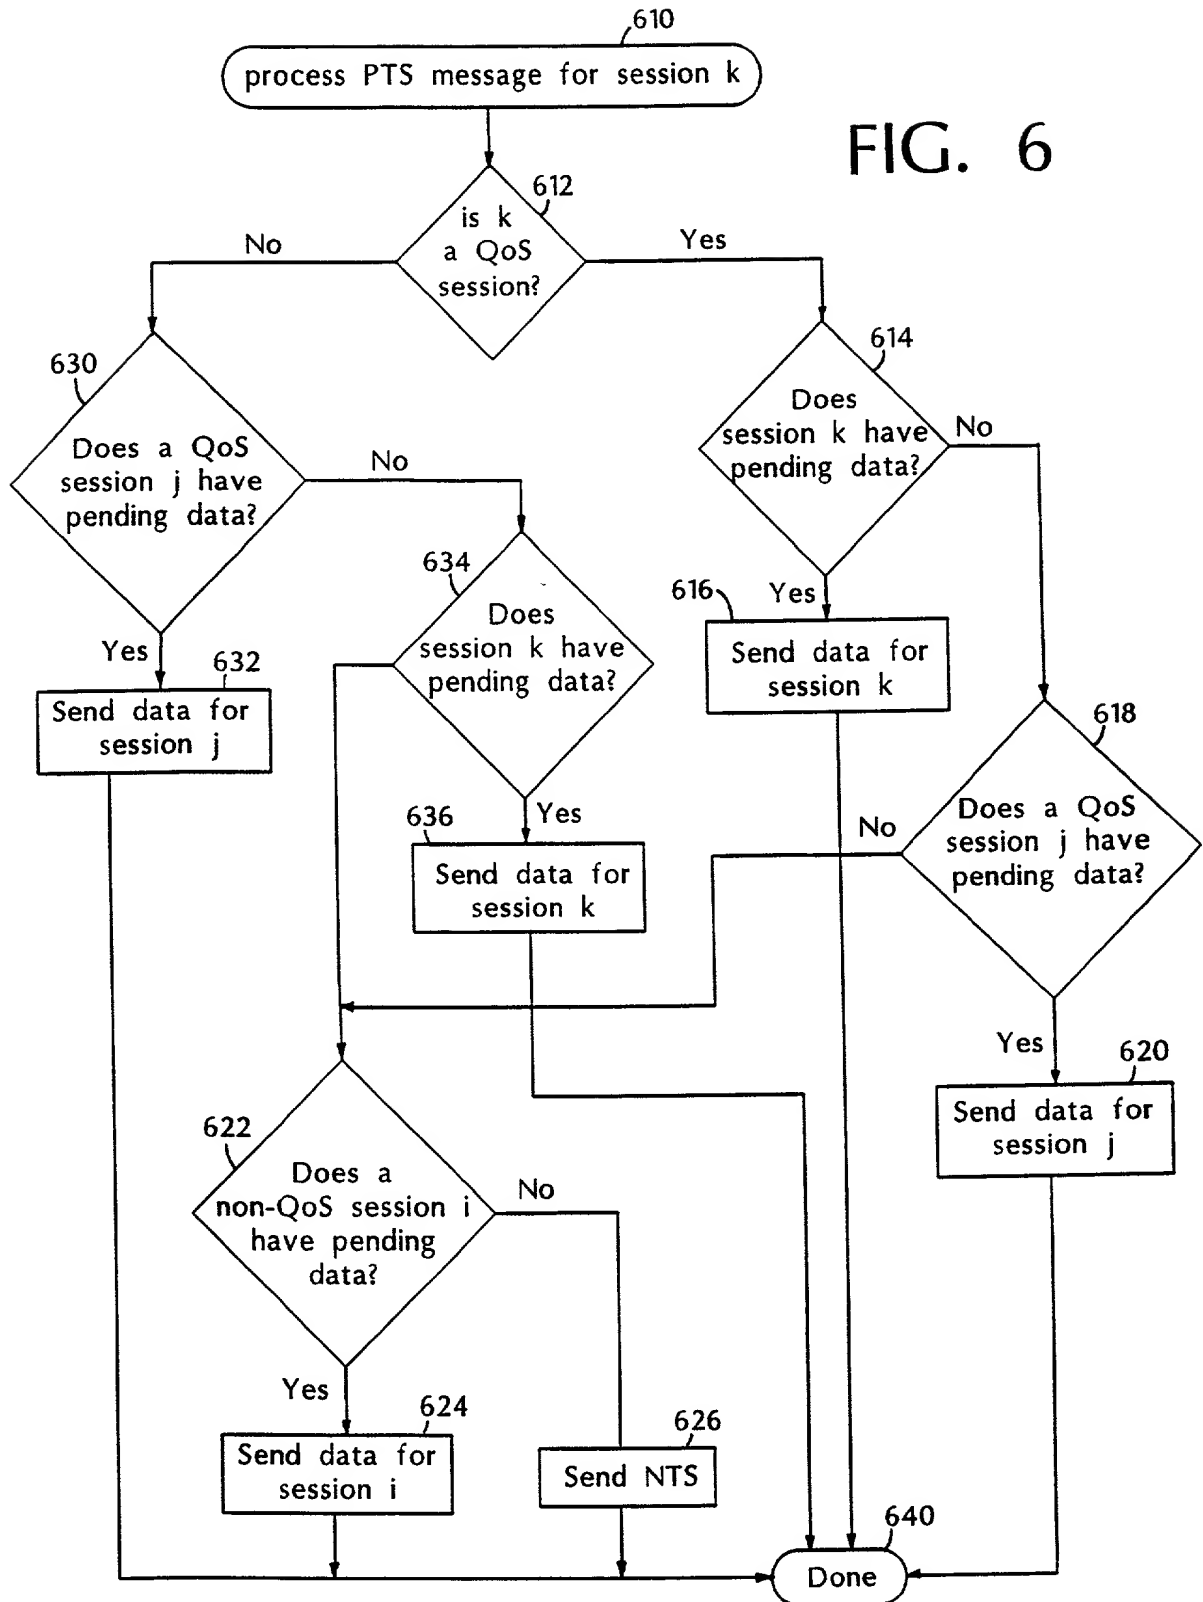 610
process PTS message for session k
FIG. 6
612
is k
a QoS
session?
No
Yes
630
Does a QoS
session j have
pending data?
No
Yes
632
Send data for
session j
634
Does
session k have
pending data?
Yes
636
Send data for
session k
614
Does
session k have
pending data?
No
Yes
616
Send data for
session k
618
Does a QoS
session j have
pending data?
No
Yes
620
Send data for
session j
622
Does a
non-QoS session i
have pending
data?
No
Yes
624
Send data for
session i
626
Send NTS
640
Done